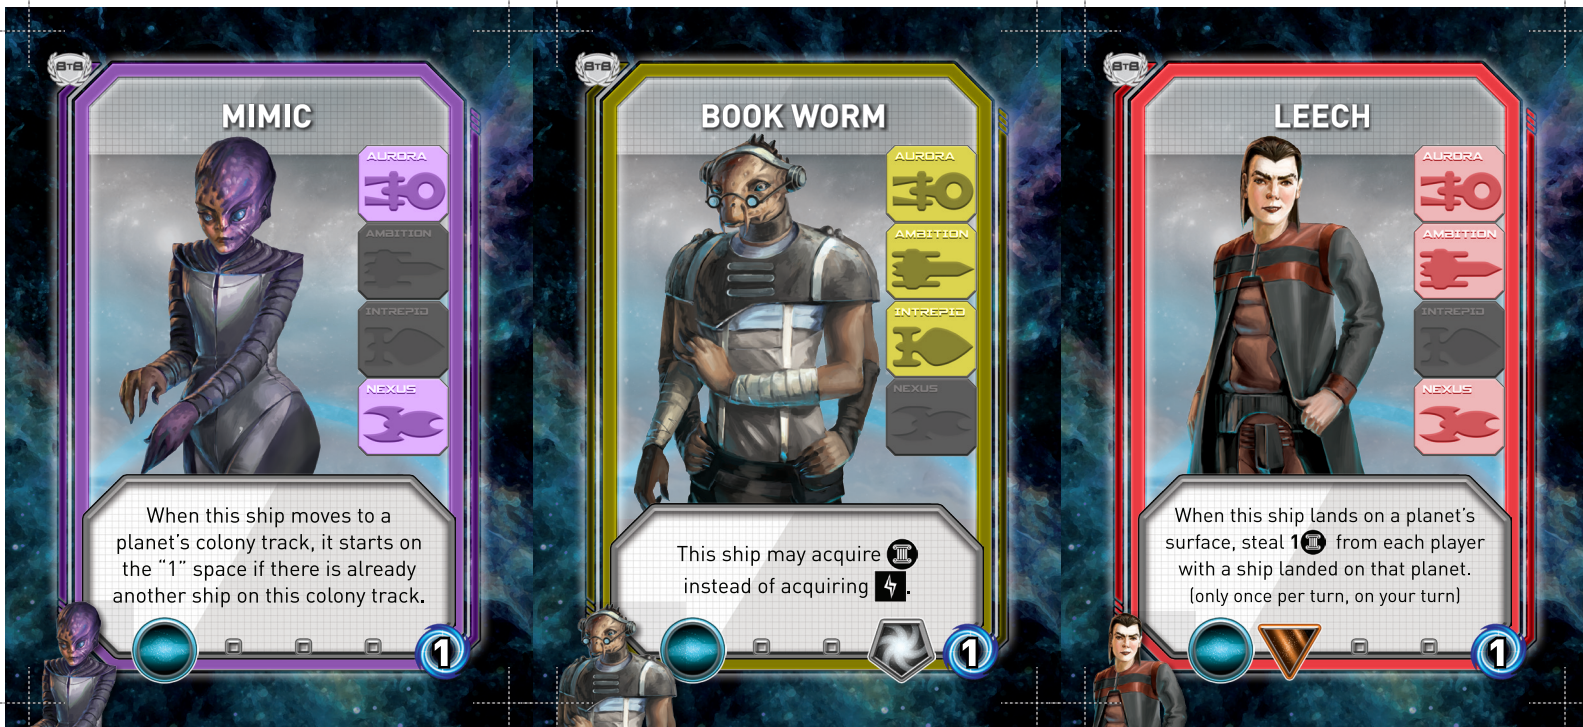 BTB
MIMIC
AURORA
AMBITION
INTREPID
NEXUS
When this ship moves to a
planet's colony track, it starts on
the “1” space if there is already
another ship on this colony track.
1
BTB
BOOK WORM
AURORA
AMBITION
INTREPID
NEXUS
This ship may acquire
instead of acquiring .
1
BTB
LEECH
AURORA
AMBITION
INTREPID
NEXUS
When this ship lands on a planet's
surface, steal 1 from each player
with a ship landed on that planet.
(only once per turn, on your turn)
1